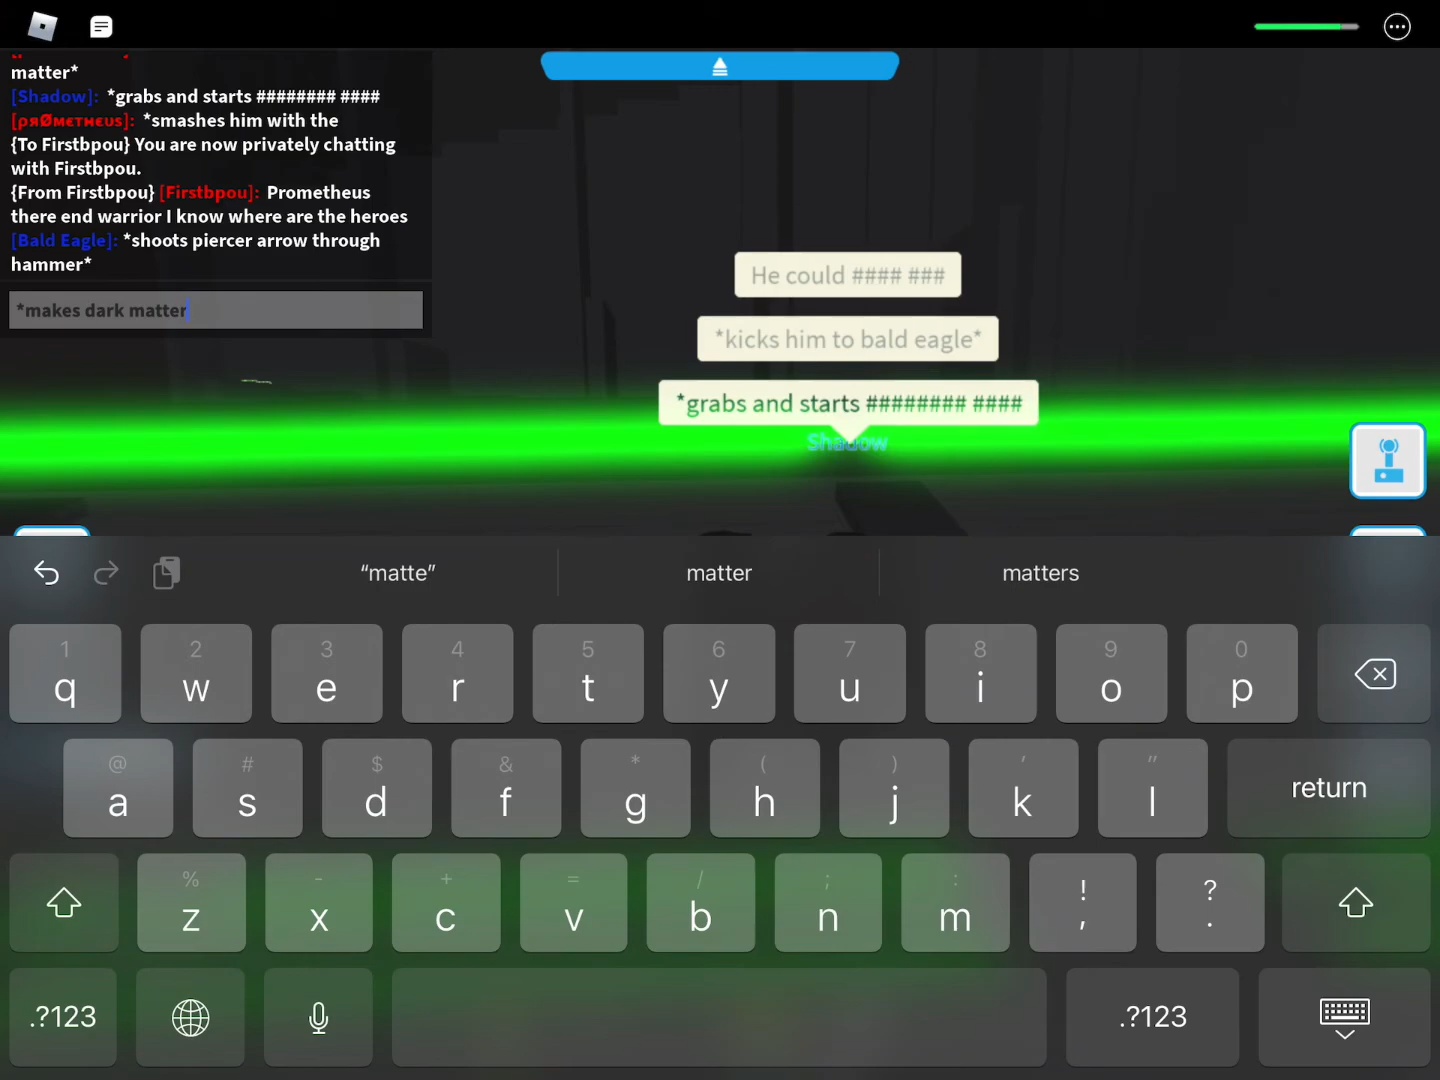 matter*
[Shadow]: *grabs and starts ######## ####
[ρяØмєтнєυѕ]: *smashes him with the
{To Firstbpou} You are now privately chatting
with Firstbpou.
{From Firstbpou} [Firstbpou]: Prometheus
there end warrior I know where are the heroes
[Bald Eagle]: *shoots piercer arrow through
hammer*
*makes dark matter
He could #### ###
*kicks him to bald eagle*
*grabs and starts ######## ####
Shadow
“matte” matter matters
1 2 3 4 5 6 7 8 9 0
q w e r t y u i o p
@ # $ & * ( ) ' "
a s d f g h j k l return
% - + = / ; : ! ?
z x c v b n m , .
.?123 .?123